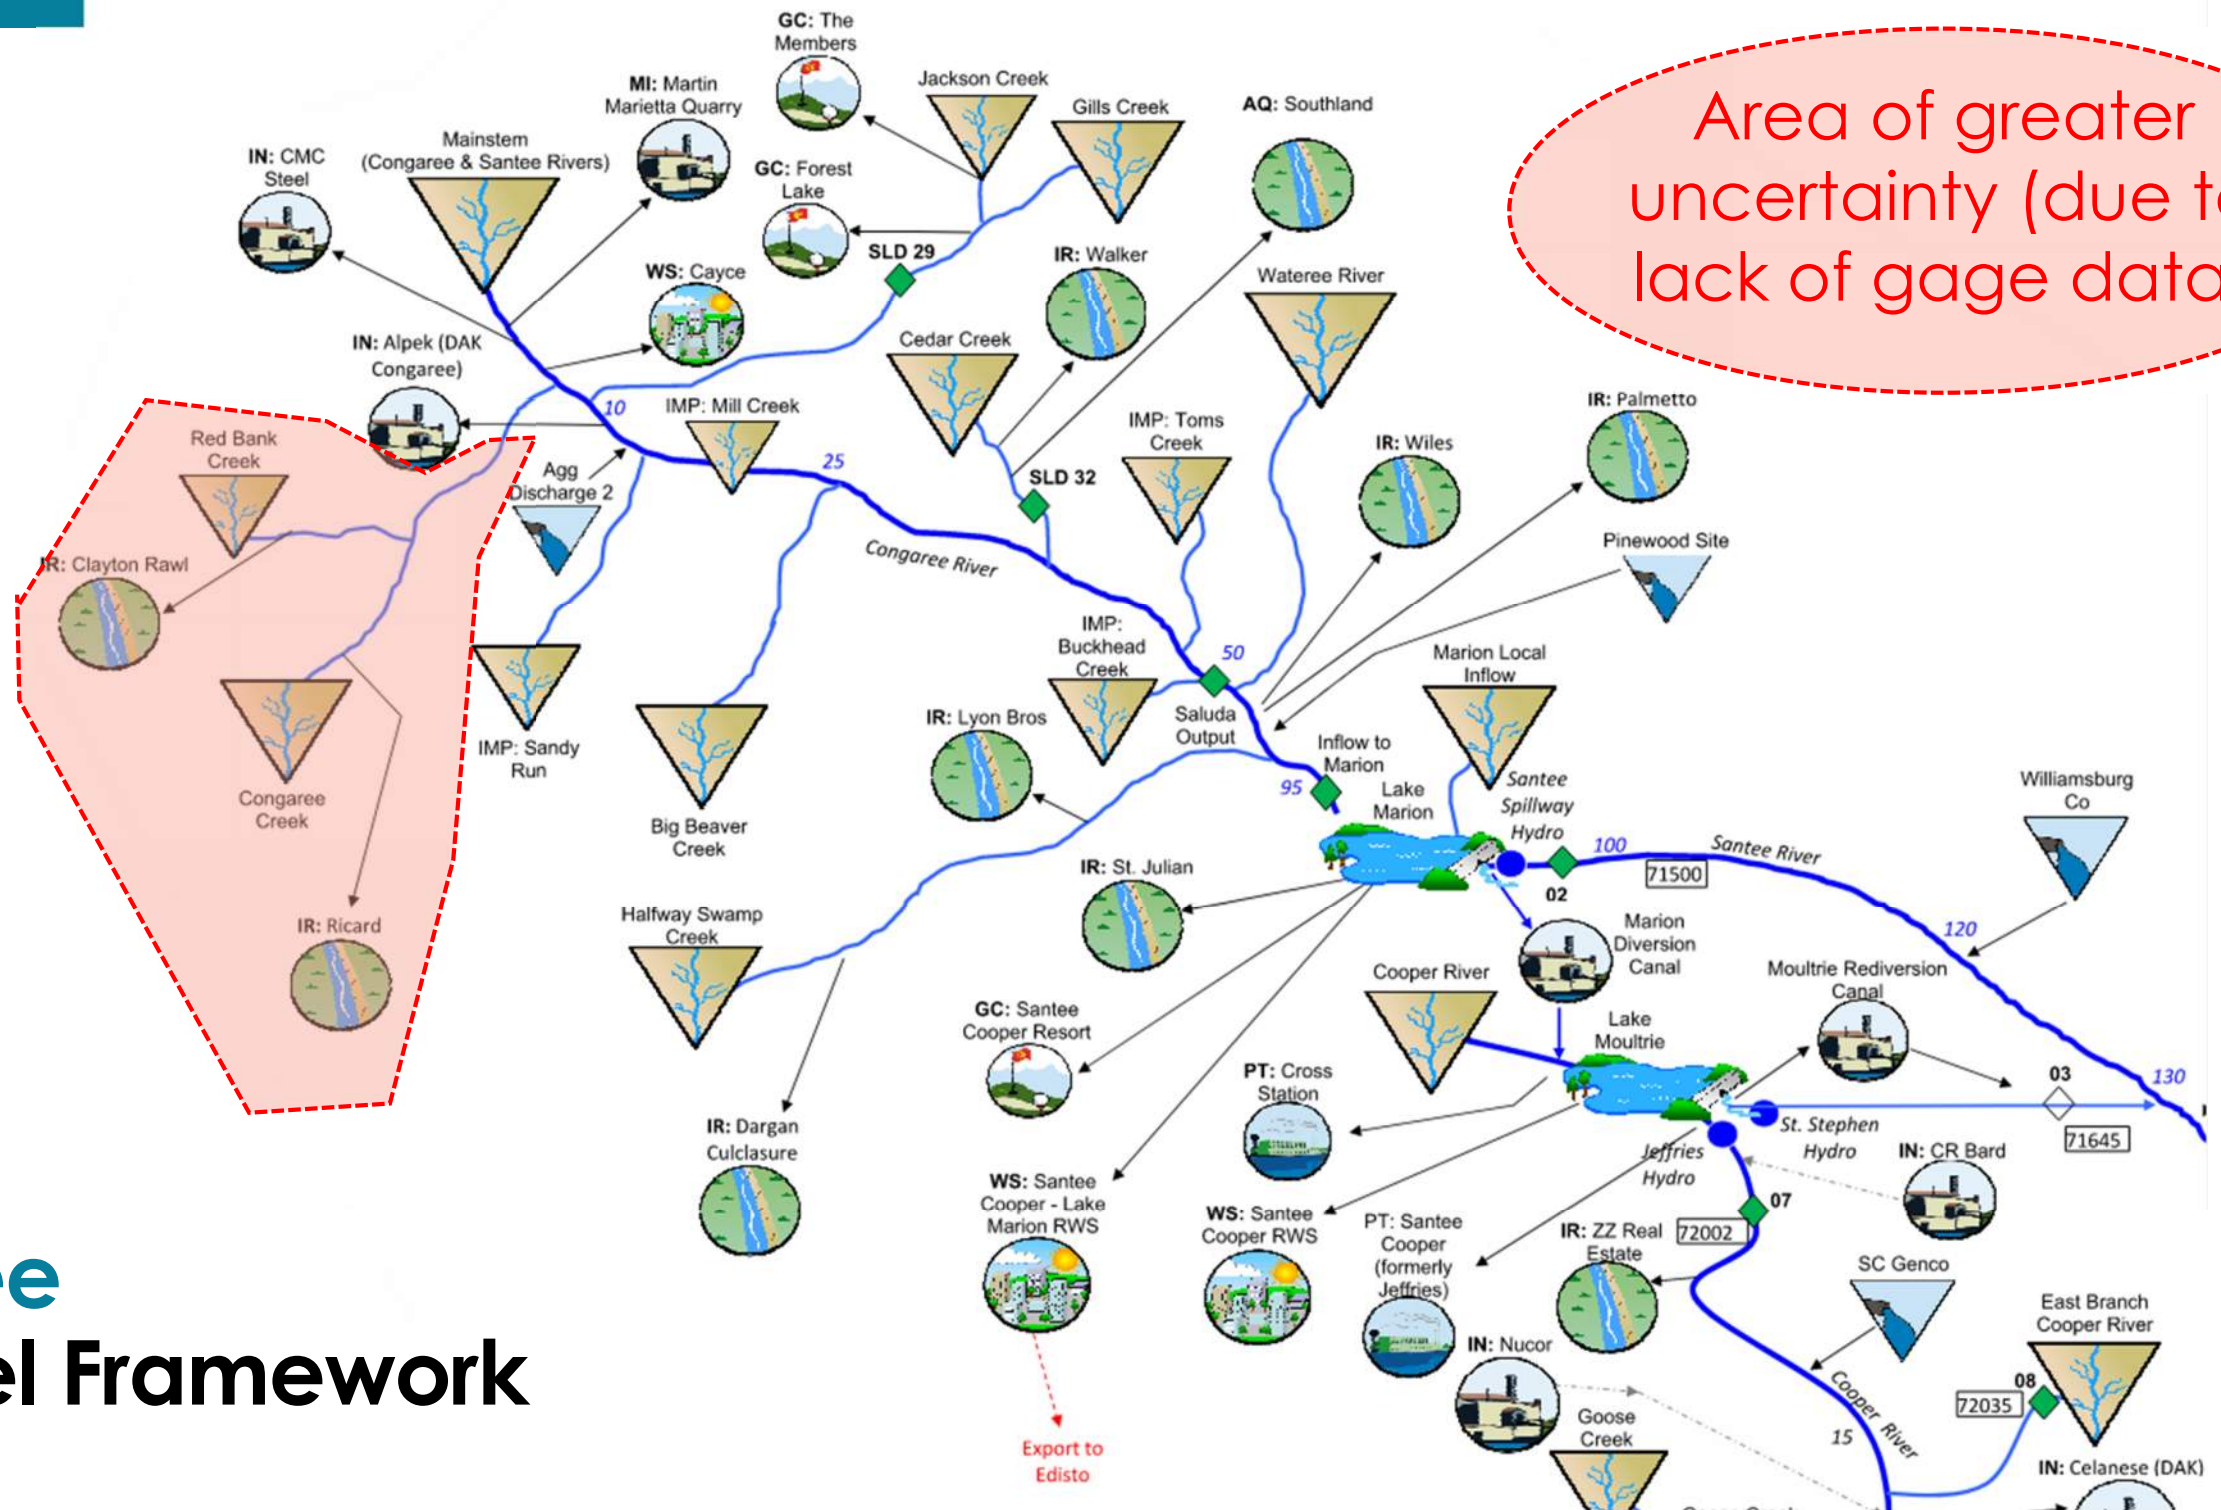 GC: The
Members
Jackson Creek
MI: Martin
Marietta Quarry
Gills Creek
AQ: Southland
Area of greater
uncertainty (due to
lack of gage data
Mainstem
(Congaree & Santee Rivers)
IN: CMC
Steel
GC: Forest
Lake
SLD 29
IR: Walker
WS: Cayce
Wateree River
IN: Alpek (DAK
Congaree)
Cedar Creek
10
IMP: Mill Creek
IR: Palmetto
IMP: Toms
Creek
Red Bank
Creek
IR: Wiles
25
Agg
Discharge 2
SLD 32
Pinewood Site
Congaree River
IR: Clayton Rawl
IMP:
Buckhead
Creek
50
Marion Local
Inflow
Saluda
Output
IR: Lyon Bros
IMP: Sandy
Run
Inflow to
Marion
95
Lake
Marion
Santee
Spillway
Hydro
Williamsburg
Co
Congaree
Creek
Big Beaver
Creek
100
Santee River
71500
IR: St. Julian
02
IR: Ricard
Halfway Swamp
Creek
Marion
Diversion
Canal
120
Cooper River
Moultrie Rediversion
Canal
GC: Santee
Cooper Resort
Lake
Moultrie
PT: Cross
Station
03
130
IR: Dargan
Culclasure
St. Stephen
Hydro
71645
Jeffries
Hydro
IN: CR Bard
WS: Santee
Cooper - Lake
Marion RWS
WS: Santee
Cooper RWS
PT: Santee
Cooper
(formerly
Jeffries)
07
IR: ZZ Real
Estate
72002
SC Genco
East Branch
Cooper River
ee
el Framework
IN: Nucor
08
72035
Cooper River
15
Goose
Creek
Export to
Edisto
IN: Celanese (DAK)